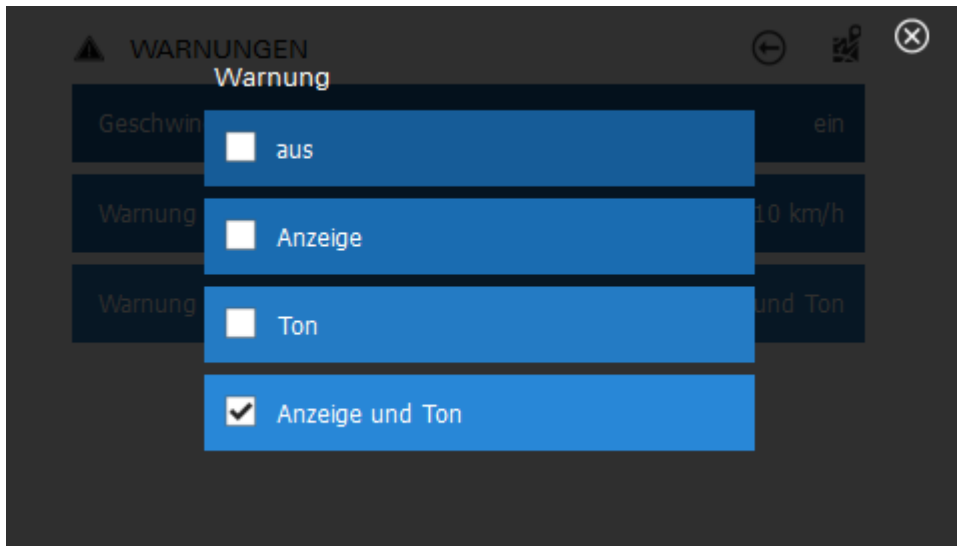 WARNUNGEN
Warnung
Geschwin ein
aus
Warnung 10 km/h
Anzeige
Warnung und Ton
Ton
Anzeige und Ton